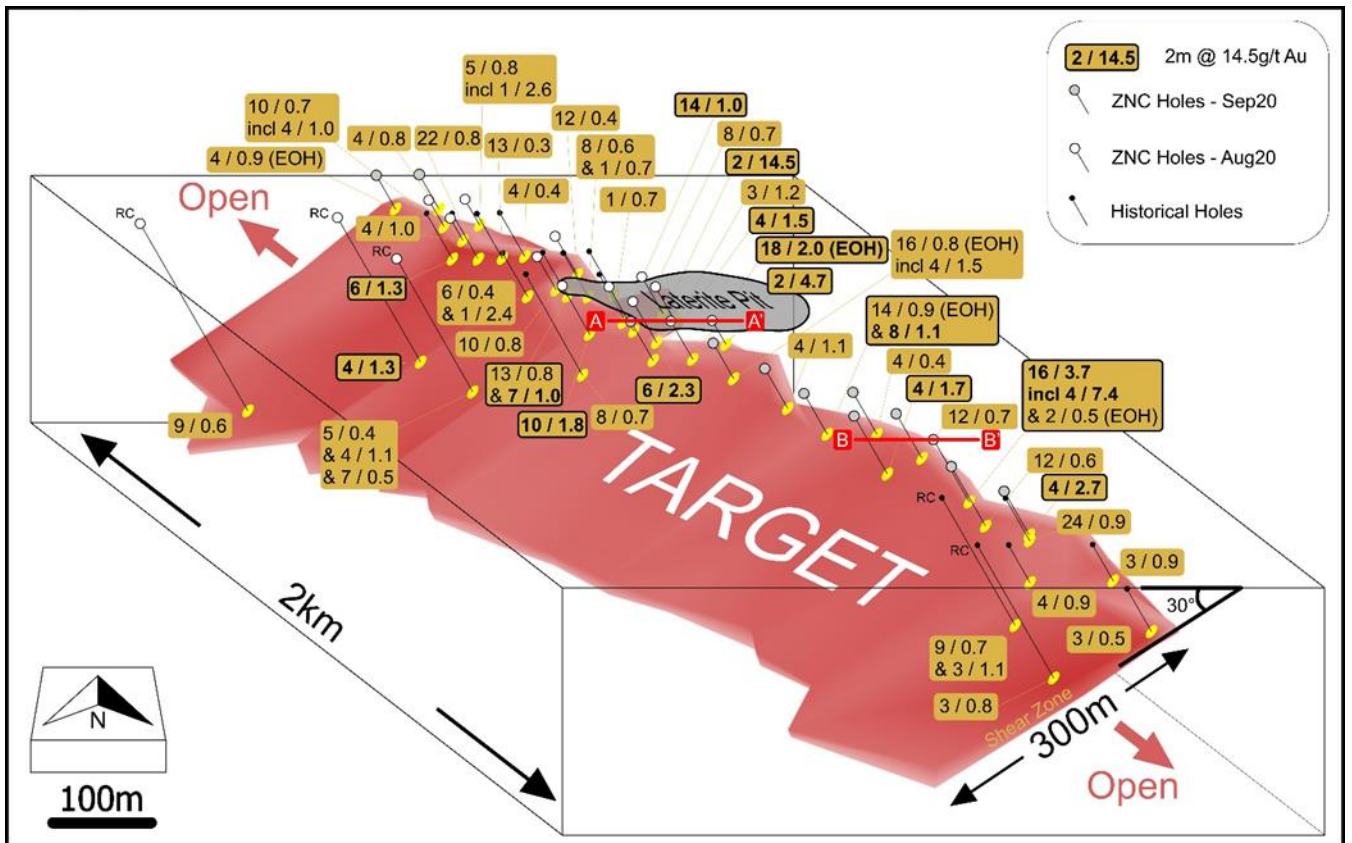 2 / 14.5
2m @ 14.5g/t Au
ZNC Holes - Sep20
ZNC Holes - Aug20
Historical Holes
5 / 0.8
incl 1 / 2.6
10 / 0.7
incl 4 / 1.0
4 / 0.8
22 / 0.8
13 / 0.3
12 / 0.4
14 / 1.0
8 / 0.7
8 / 0.6
& 1 / 0.7
2 / 14.5
4 / 0.9 (EOH)
4 / 0.4
1 / 0.7
3 / 1.2
4 / 1.5
18 / 2.0 (EOH)
2 / 4.7
16 / 0.8 (EOH)
incl 4 / 1.5
Open
RC
RC
RC
4 / 1.0
6 / 1.3
6 / 0.4
& 1 / 2.4
Katerite Pit
A
A'
14 / 0.9 (EOH)
& 8 / 1.1
4 / 1.1
4 / 0.4
4 / 1.7
16 / 3.7
incl 4 / 7.4
& 2 / 0.5 (EOH)
10 / 0.8
4 / 1.3
13 / 0.8
& 7 / 1.0
6 / 2.3
10 / 1.8
8 / 0.7
12 / 0.7
B
B'
9 / 0.6
5 / 0.4
& 4 / 1.1
& 7 / 0.5
TARGET
12 / 0.6
4 / 2.7
RC
24 / 0.9
RC
3 / 0.9
4 / 0.9
30°
3 / 0.5
9 / 0.7
& 3 / 1.1
3 / 0.8
Shear Zone
300m
Open
2km
N
100m